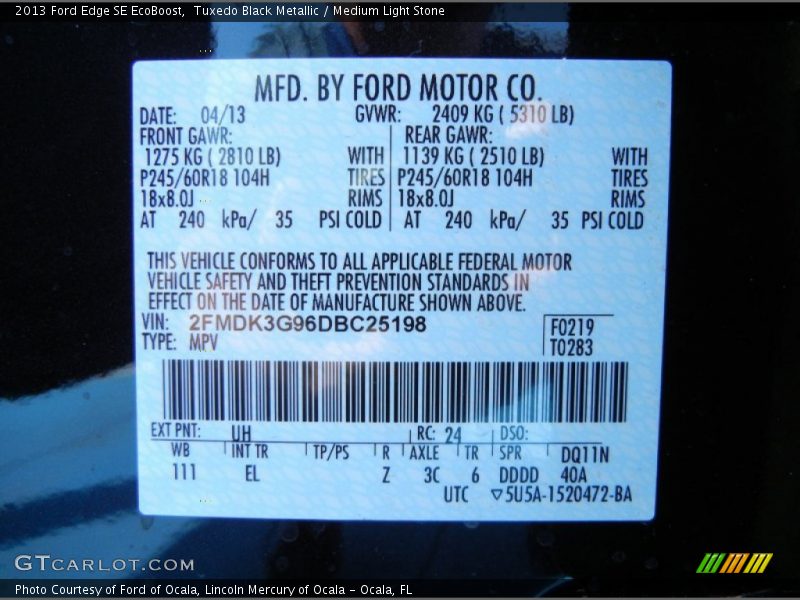 2013 Ford Edge SE EcoBoost,  Tuxedo Black Metallic / Medium Light Stone
MFD. BY FORD MOTOR CO.
DATE: 04/13 GVWR: 2409 KG ( 5310 LB)
FRONT GAWR: REAR GAWR:
1275 KG ( 2810 LB) WITH 1139 KG ( 2510 LB) WITH
P245/60R18 104H TIRES P245/60R18 104H TIRES
18x8.0J RIMS 18x8.0J RIMS
AT 240 kPa/ 35 PSI COLD AT 240 kPa/ 35 PSI COLD
THIS VEHICLE CONFORMS TO ALL APPLICABLE FEDERAL MOTOR
VEHICLE SAFETY AND THEFT PREVENTION STANDARDS IN
EFFECT ON THE DATE OF MANUFACTURE SHOWN ABOVE.
VIN: 2FMDK3G96DBC25198 F0219
TYPE: MPV T0283
EXT PNT: UH RC: 24 DSO:
WB INT TR TP/PS R AXLE TR SPR DQ11N
111 EL Z 3C 6 DDDD 40A
UTC ▽5U5A-1520472-BA
GTCARLOT.COM
Photo Courtesy of Ford of Ocala, Lincoln Mercury of Ocala – Ocala, FL